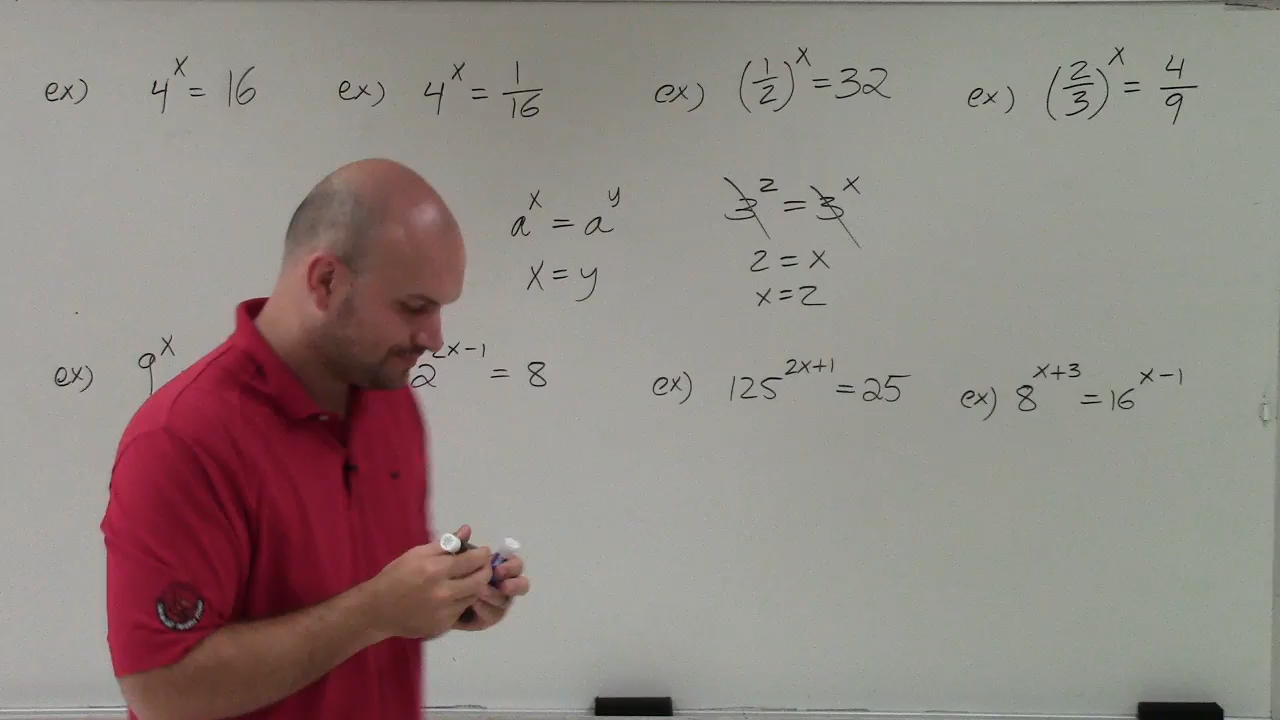 ex) 4^x = 16 ex) 4^x = 1/16 ex) (1/2)^x = 32 ex) (2/3)^x = 4/9
a^x = a^y 3^2 = 3^x
x = y 2 = x
x = 2
ex) 9^x 2^{2x-1} = 8 ex) 125^{2x+1} = 25 ex) 8^{x+3} = 16^{x-1}